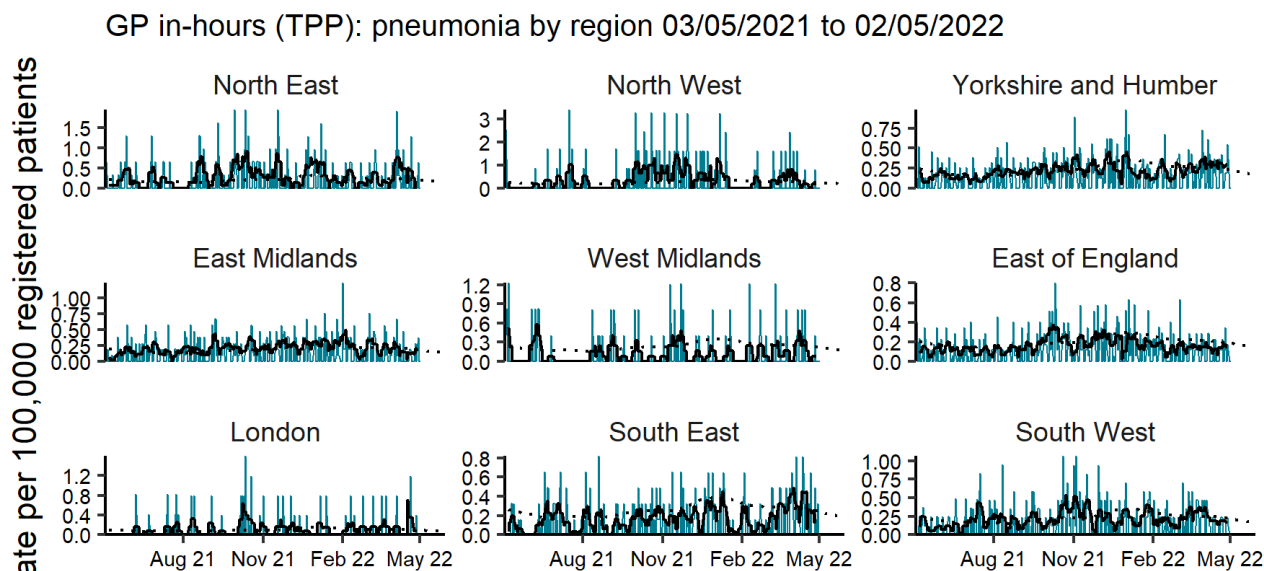 GP in-hours (TPP): pneumonia by region 03/05/2021 to 02/05/2022
ate per 100,000 registered patients
North East
1.5
1.0
0.5
0.0
North West
3
2
1
0
Yorkshire and Humber
0.75
0.50
0.25
0.00
East Midlands
1.00
0.75
0.50
0.25
0.00
West Midlands
1.2
0.9
0.6
0.3
0.0
East of England
0.8
0.6
0.4
0.2
0.0
London
1.2
0.8
0.4
0.0
South East
0.8
0.6
0.4
0.2
0.0
South West
1.00
0.75
0.50
0.25
0.00
Aug 21 Nov 21 Feb 22 May 22
Aug 21 Nov 21 Feb 22 May 22
Aug 21 Nov 21 Feb 22 May 22